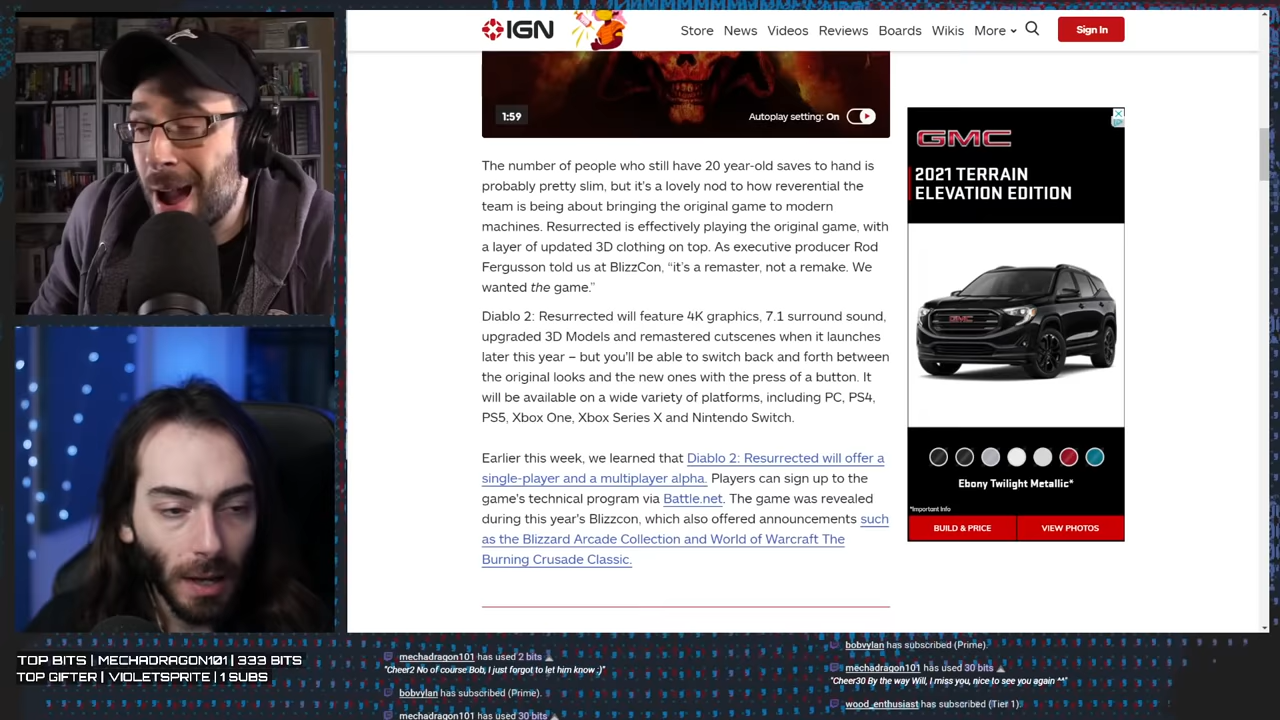 IGN
Store News Videos Reviews Boards Wikis More
Sign In
1:59
Autoplay setting: On
The number of people who still have 20 year-old saves to hand is
probably pretty slim, but it's a lovely nod to how reverential the
team is being about bringing the original game to modern
machines. Resurrected is effectively playing the original game, with
a layer of updated 3D clothing on top. As executive producer Rod
Fergusson told us at BlizzCon, “it's a remaster, not a remake. We
wanted the game.”
Diablo 2: Resurrected will feature 4K graphics, 7.1 surround sound,
upgraded 3D Models and remastered cutscenes when it launches
later this year – but you'll be able to switch back and forth between
the original looks and the new ones with the press of a button. It
will be available on a wide variety of platforms, including PC, PS4,
PS5, Xbox One, Xbox Series X and Nintendo Switch.
Earlier this week, we learned that Diablo 2: Resurrected will offer a
single-player and a multiplayer alpha. Players can sign up to the
game's technical program via Battle.net. The game was revealed
during this year's Blizzcon, which also offered announcements such
as the Blizzard Arcade Collection and World of Warcraft The
Burning Crusade Classic.
GMC
2021 TERRAIN
ELEVATION EDITION
GMC
Ebony Twilight Metallic*
*Important Info
BUILD & PRICE
VIEW PHOTOS
TOP BITS | MECHADRAGON101 | 333 BITS
TOP GIFTER | VIOLETSPRITE | 1 SUBS
mechadragon101 has used 2 bits
"Cheer2 No of course Bob, I just forgot to let him know :)"
bobvylan has subscribed (Prime).
mechadragon101 has used 30 bits
bobvylan has subscribed (Prime).
mechadragon101 has used 30 bits
"Cheer30 By the way Will, I miss you, nice to see you again ^^"
wood_enthusiast has subscribed (Tier 1)